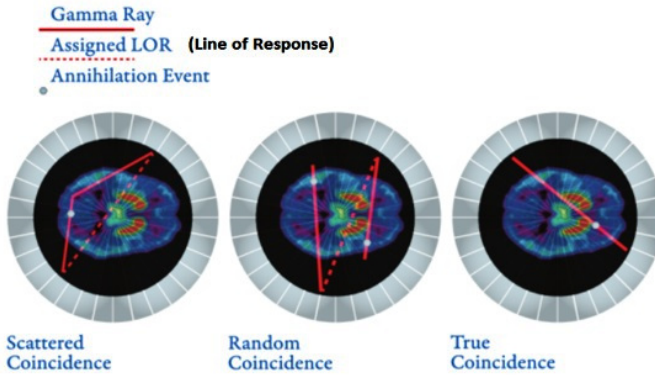 Gamma Ray
Assigned LOR (Line of Response)
Annihilation Event
Scattered Coincidence
Random Coincidence
True Coincidence